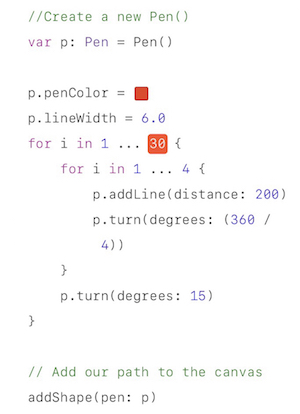 //Create a new Pen()
var p: Pen = Pen()
p.penColor =
p.lineWidth = 6.0
for i in 1 ... 30 {
for i in 1 ... 4 {
p.addLine(distance: 200)
p.turn(degrees: (360 /
4))
}
p.turn(degrees: 15)
}
// Add our path to the canvas
addShape(pen: p)